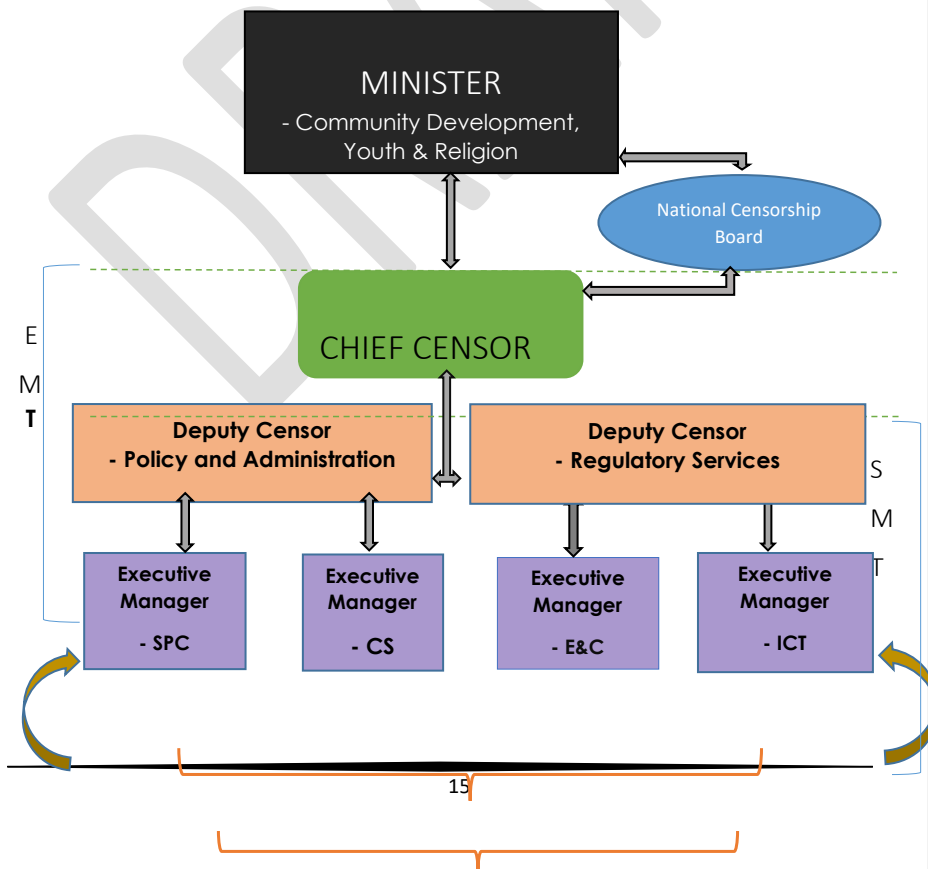 MINISTER
- Community Development,
Youth & Religion
National Censorship
Board
CHIEF CENSOR
E
M
T
Deputy Censor
- Policy and Administration
Deputy Censor
- Regulatory Services
S
M
T
Executive
Manager
- SPC
Executive
Manager
- CS
Executive
Manager
- E&C
Executive
Manager
- ICT
15